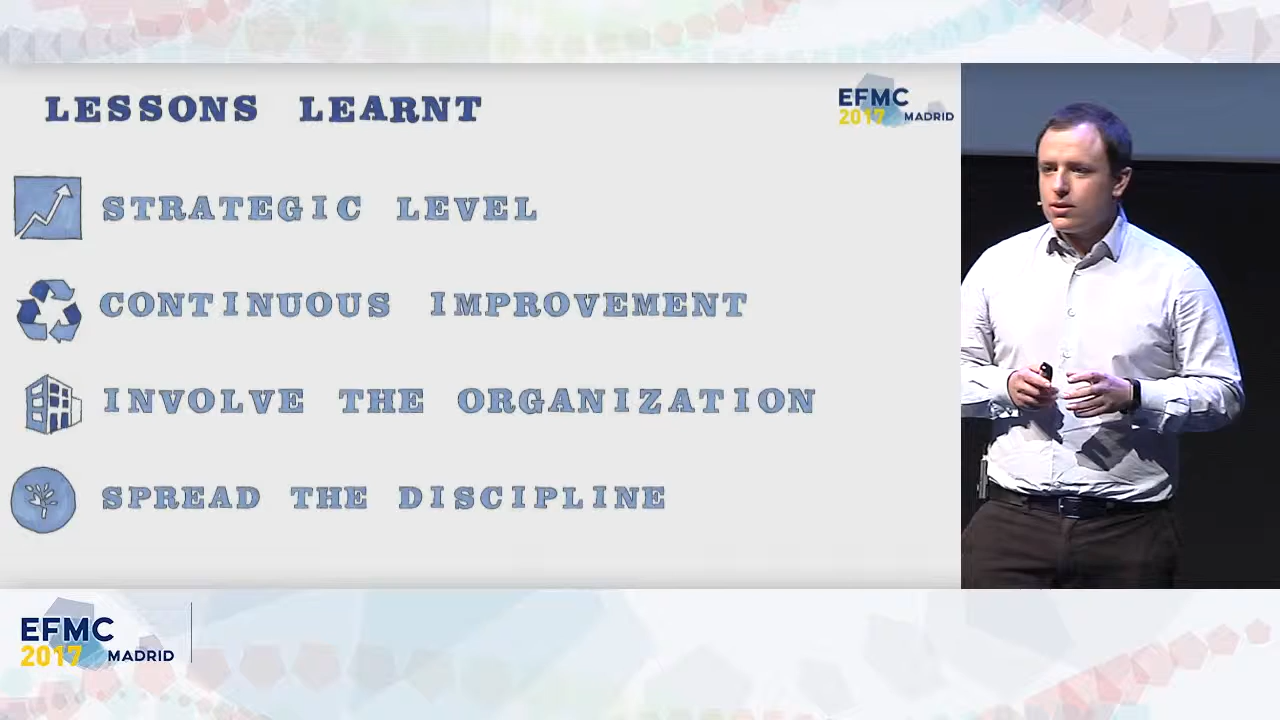 LESSONS LEARNT
EFMC
2017 MADRID
STRATEGIC LEVEL
CONTINUOUS IMPROVEMENT
INVOLVE THE ORGANIZATION
SPREAD THE DISCIPLINE
EFMC
2017 MADRID